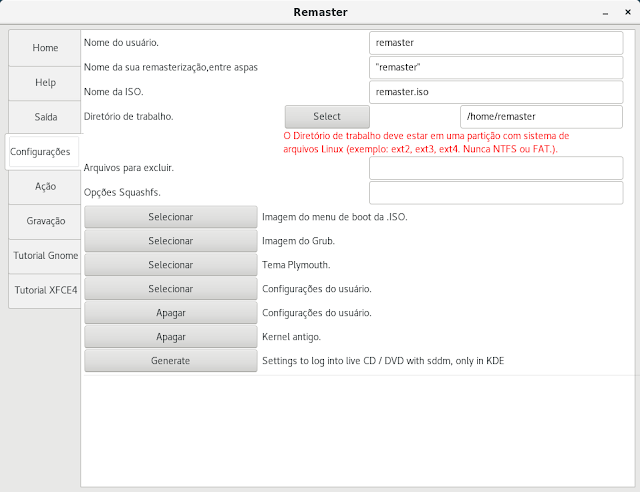 Remaster
Home
Help
Saída
Configurações
Ação
Gravação
Tutorial Gnome
Tutorial XFCE4
Nome do usuário. remaster
Nome da sua remasterização,entre aspas "remaster"
Nome da ISO. remaster.iso
Diretório de trabalho. Select /home/remaster
O Diretório de trabalho deve estar em uma partição com sistema de
arquivos Linux (exemplo: ext2, ext3, ext4. Nunca NTFS ou FAT.).
Arquivos para excluir.
Opções Squashfs.
Selecionar Imagem do menu de boot da .ISO.
Selecionar Imagem do Grub.
Selecionar Tema Plymouth.
Selecionar Configurações do usuário.
Apagar Configurações do usuário.
Apagar Kernel antigo.
Generate Settings to log into live CD / DVD with sddm, only in KDE